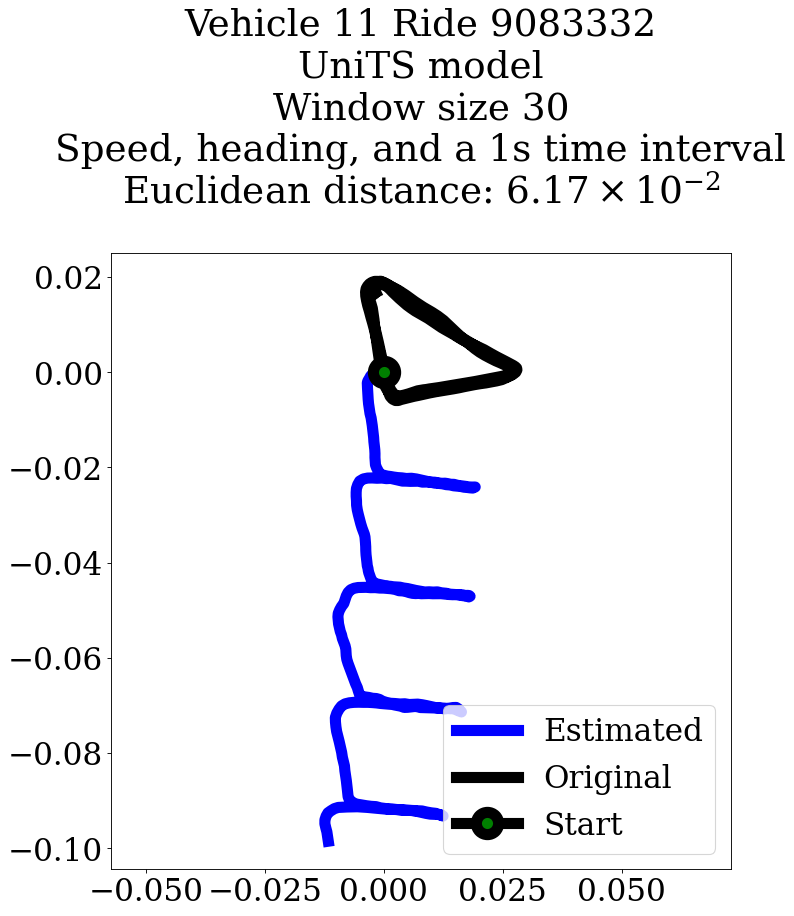 Vehicle 11 Ride 9083332
UniTS model
Window size 30
Speed, heading, and a 1s time interval
Euclidean distance: 6.17 × 10⁻²
0.02
0.00
−0.02
−0.04
−0.06
−0.08
−0.10
Estimated
Original
Start
−0.050 −0.025 0.000 0.025 0.050